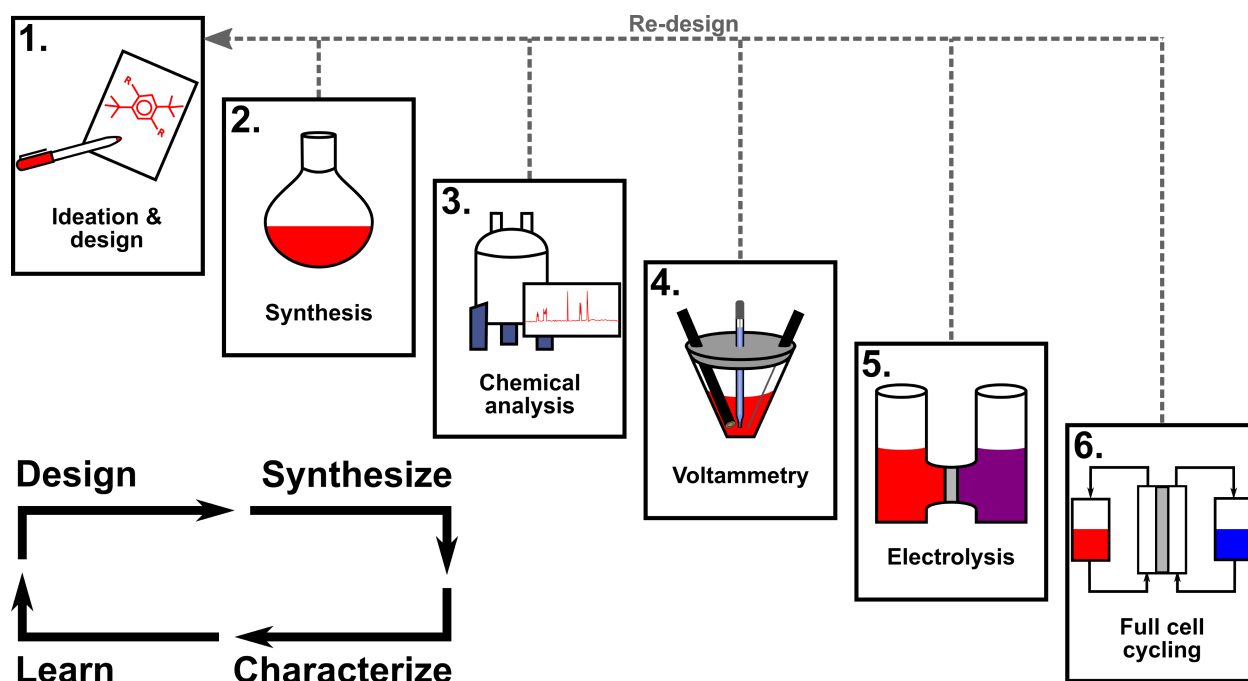 Re-design
1.
R
R
Ideation &
design
2.
Synthesis
3.
Chemical
analysis
4.
Voltammetry
5.
Electrolysis
6.
Full cell
cycling
Design
Synthesize
Learn
Characterize